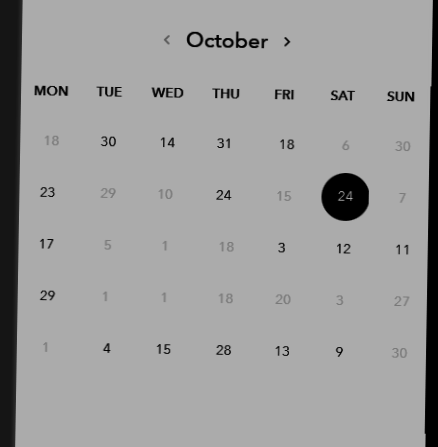 ‹ October ›
MON TUE WED THU FRI SAT SUN
18 30 14 31 18 6 30
23 29 10 24 15 24 7
17 5 1 18 3 12 11
29 1 1 18 20 3 27
1 4 15 28 13 9 30